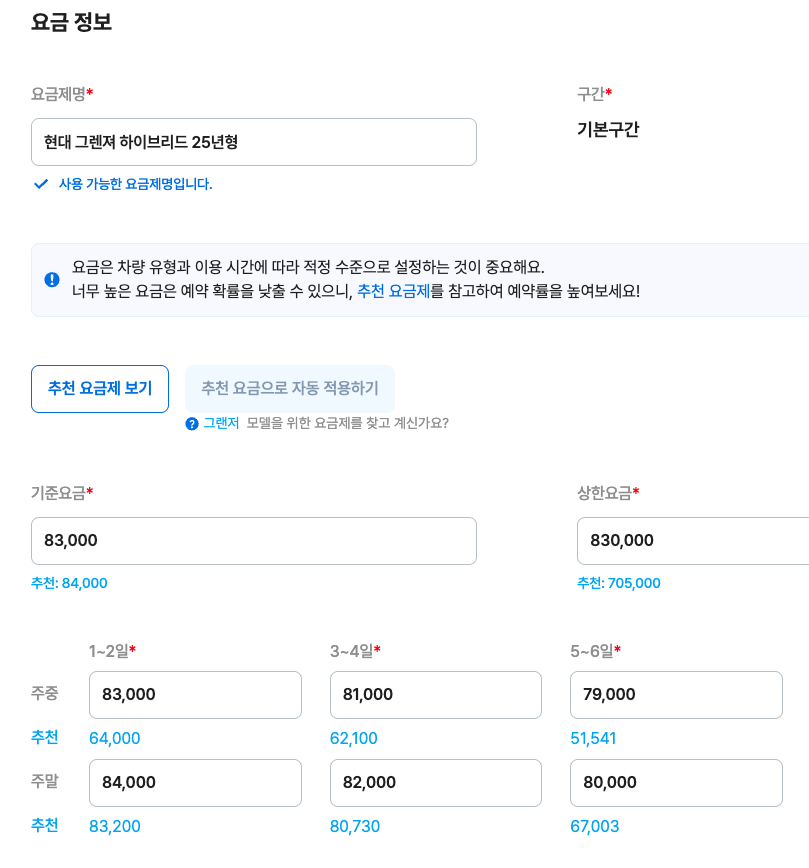 요금 정보
요금제명*
구간*
현대 그렌져 하이브리드 25년형
기본구간
사용 가능한 요금제명입니다.
요금은 차량 유형과 이용 시간에 따라 적정 수준으로 설정하는 것이 중요해요.
너무 높은 요금은 예약 확률을 낮출 수 있으니, 추천 요금제를 참고하여 예약률을 높여보세요!
추천 요금제 보기
추천 요금으로 자동 적용하기
그랜저 모델을 위한 요금제를 찾고 계신가요?
기준요금*
상한요금*
83,000
830,000
추천: 84,000
추천: 705,000
1~2일*
3~4일*
5~6일*
주중
83,000
81,000
79,000
추천
64,000
62,100
51,541
주말
84,000
82,000
80,000
추천
83,200
80,730
67,003